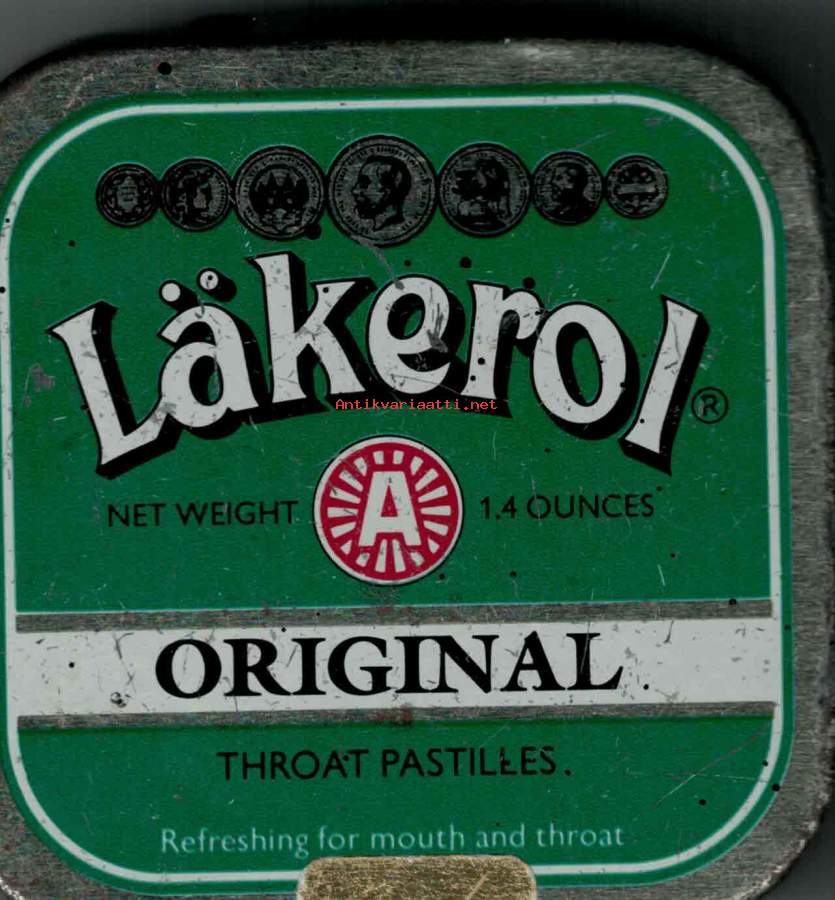 Läkerol®
Antikvariaatti.net
NET WEIGHT A 1.4 OUNCES
ORIGINAL
THROAT PASTILLES.
Refreshing for mouth and throat